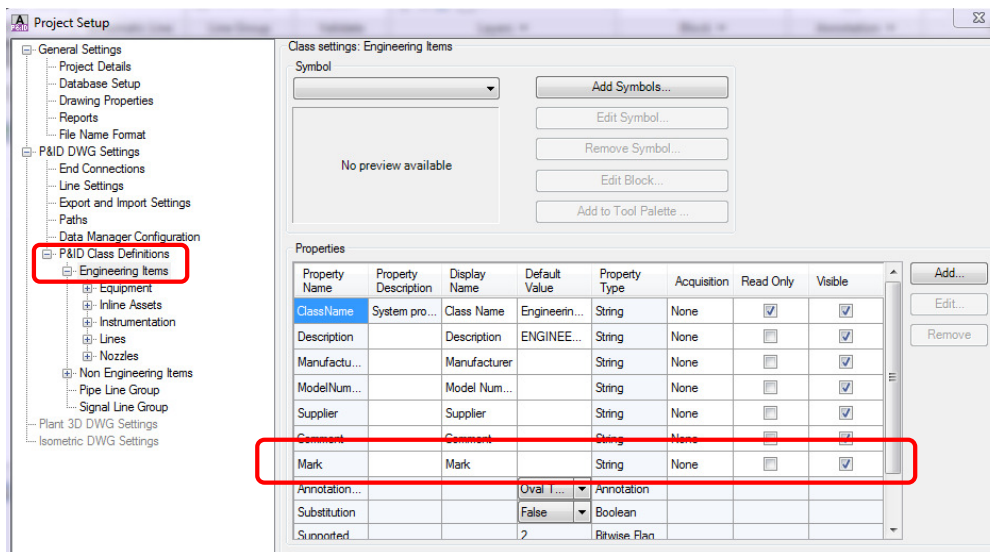 Project Setup
General Settings
Project Details
Database Setup
Drawing Properties
Reports
File Name Format
P&ID DWG Settings
End Connections
Line Settings
Export and Import Settings
Paths
Data Manager Configuration
P&ID Class Definitions
Engineering Items
Equipment
Inline Assets
Instrumentation
Lines
Nozzles
Non Engineering Items
Pipe Line Group
Signal Line Group
Plant 3D DWG Settings
Isometric DWG Settings
Class settings: Engineering Items
Symbol
No preview available
Add Symbols...
Edit Symbol...
Remove Symbol...
Edit Block...
Add to Tool Palette ...
Properties
Property Name Property Description Display Name Default Value Property Type Acquisition Read Only Visible
ClassName System pro... Class Name Engineerin... String None
Description Description ENGINEE... String None
Manufactu... Manufacturer String None
ModelNum... Model Num... String None
Supplier Supplier String None
Comment Comment String None
Mark Mark String None
Annotation... Oval T... Annotation
Substitution False Boolean
Supported 2 Bitwise Flag
Add...
Edit...
Remove